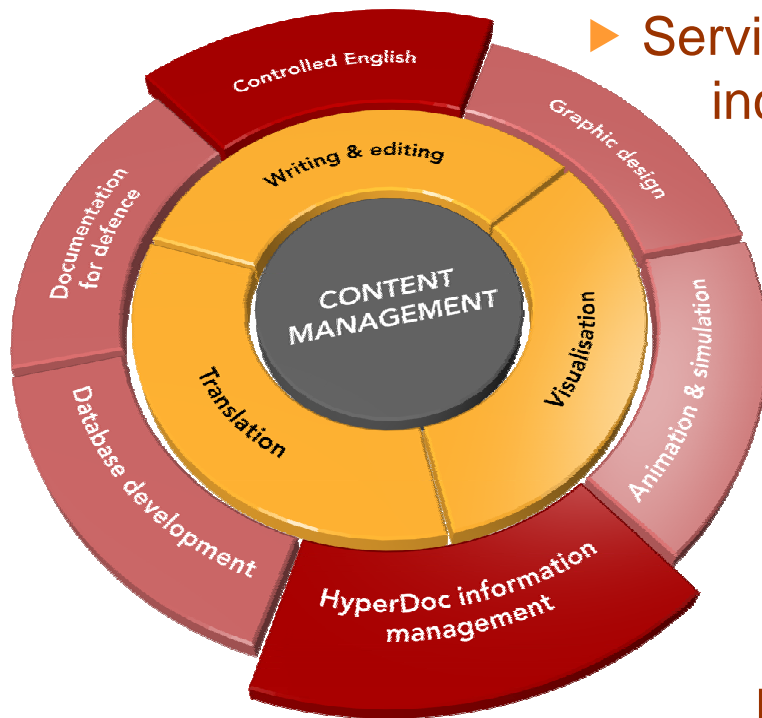 Controlled English
Graphic design
Writing & editing
Documentation
for defence
CONTENT
MANAGEMENT
Visualisation
Animation & simulation
Translation
Database development
HyperDoc information
management